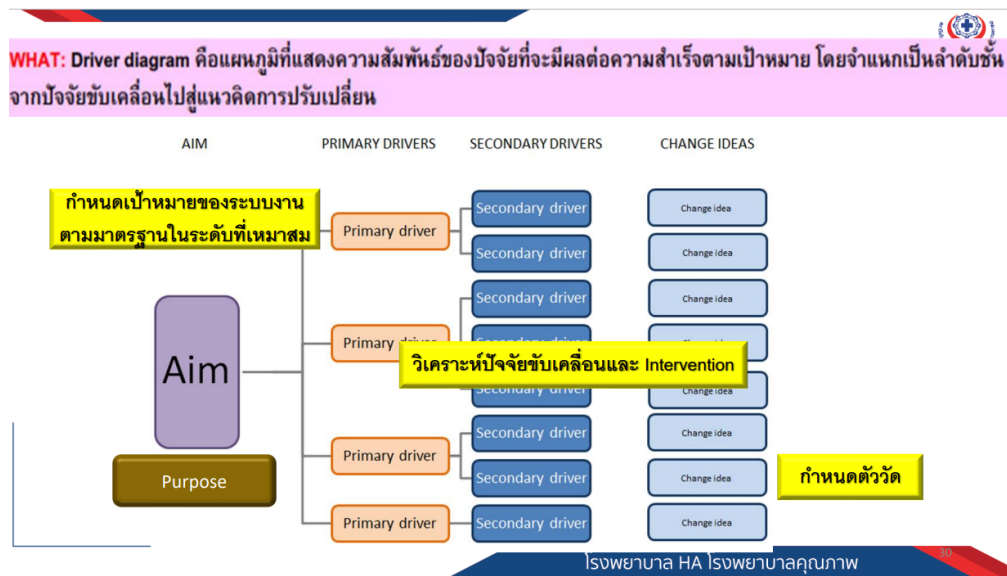 WHAT: Driver diagram คือแผนภูมิที่แสดงความสัมพันธ์ของปัจจัยที่จะมีผลต่อความสำเร็จตามเป้าหมาย โดยจำแนกเป็นลำดับชั้น
จากปัจจัยขับเคลื่อนไปสู่แนวคิดการปรับเปลี่ยน
AIM PRIMARY DRIVERS SECONDARY DRIVERS CHANGE IDEAS
กำหนดเป้าหมายของระบบงาน
ตามมาตรฐานในระดับที่เหมาสม
Secondary driver Change idea
Primary driver
Secondary driver Change idea
Secondary driver Change idea
Primary
วิเคราะห์ปัจจัยขับเคลื่อนและ Intervention
Aim
Secondary driver Change idea
Secondary driver Change idea
Primary driver
Secondary driver Change idea
Purpose
กำหนดตัววัด
Primary driver Secondary driver Change idea
โรงพยาบาล HA โรงพยาบาลคุณภาพ
30